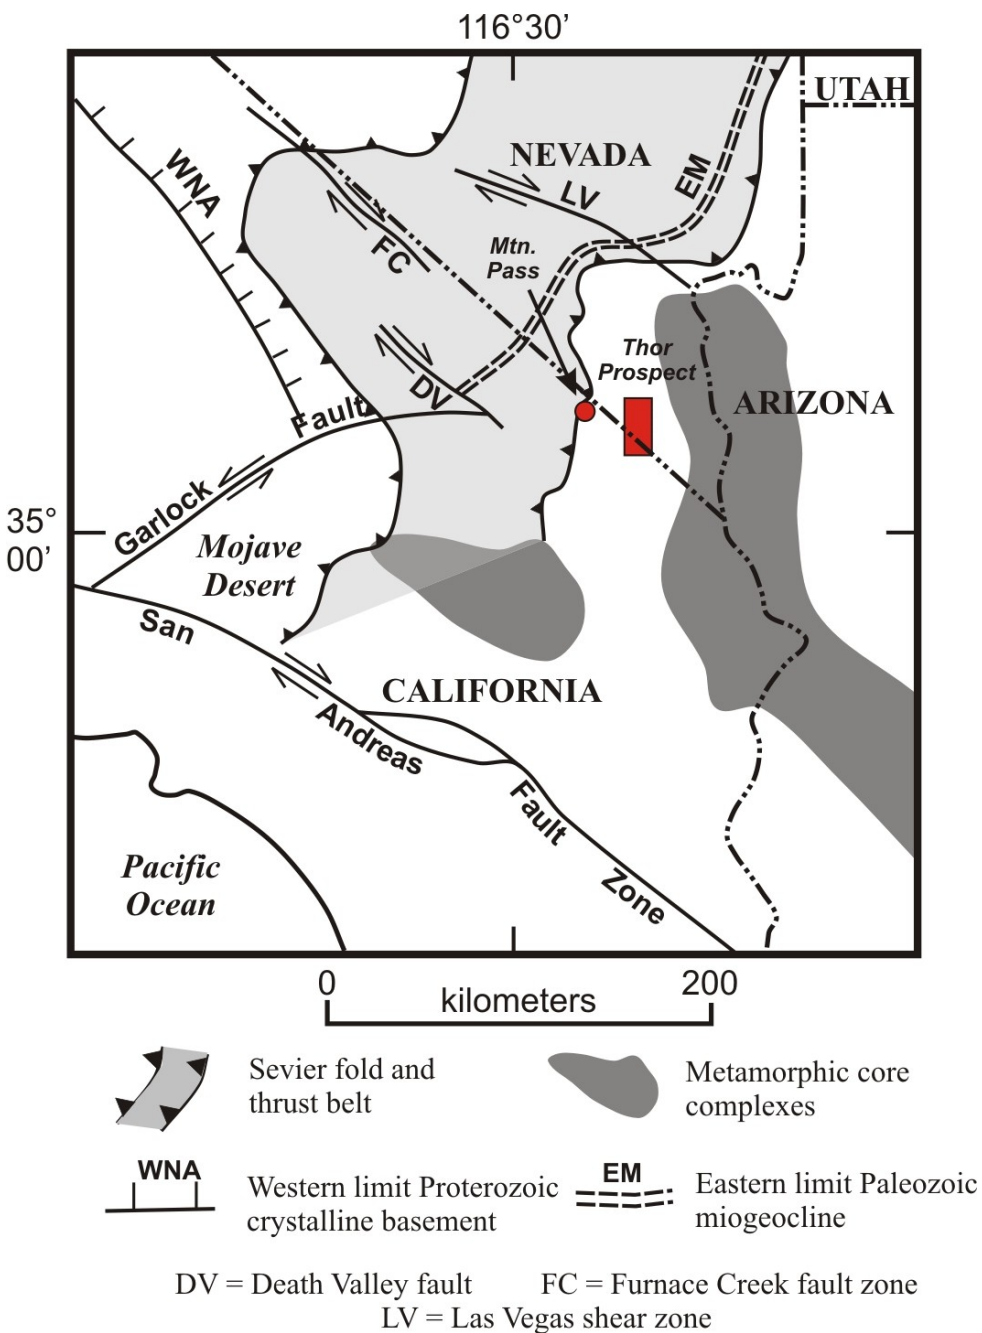 116°30’
UTAH
NEVADA
WNA
EM
LV
FC
Mtn.
Pass
Thor
Prospect
DV
ARIZONA
Garlock
Fault
35°
00’
Mojave
Desert
San
Andreas
Fault
Zone
CALIFORNIA
Pacific
Ocean
0
200
kilometers
Sevier fold and
thrust belt
Metamorphic core
complexes
WNA
Western limit Proterozoic
crystalline basement
EM
Eastern limit Paleozoic
miogeocline
DV = Death Valley fault
FC = Furnace Creek fault zone
LV = Las Vegas shear zone